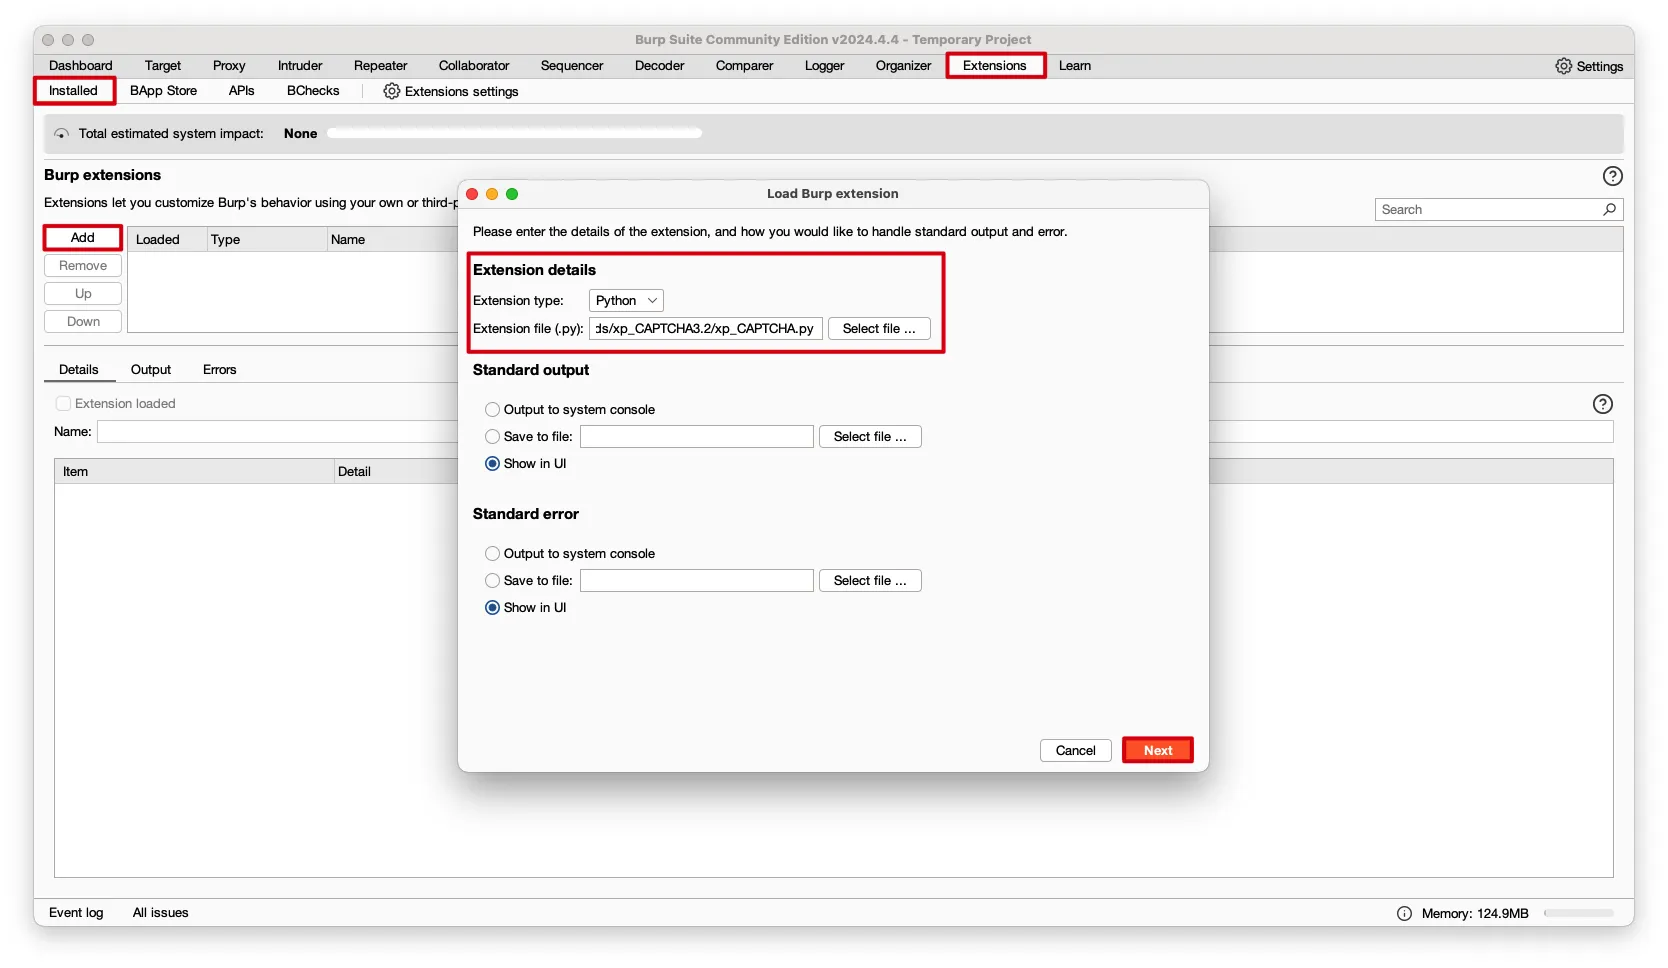 Burp Suite Community Edition v2024.4.4 - Temporary Project
Dashboard Target Proxy Intruder Repeater Collaborator Sequencer Decoder Comparer Logger Organizer Extensions Learn Settings
Installed BApp Store APIs BChecks Extensions settings
Total estimated system impact: None
Burp extensions
Extensions let you customize Burp's behavior using your own or third-p
Search
Add
Remove
Up
Down
Loaded Type Name
Details Output Errors
Extension loaded
Name:
Item Detail
Load Burp extension
Please enter the details of the extension, and how you would like to handle standard output and error.
Extension details
Extension type: Python
Extension file (.py): ds/xp_CAPTCHA3.2/xp_CAPTCHA.py Select file ...
Standard output
Output to system console
Save to file: Select file ...
Show in UI
Standard error
Output to system console
Save to file: Select file ...
Show in UI
Cancel Next
Event log All issues Memory: 124.9MB